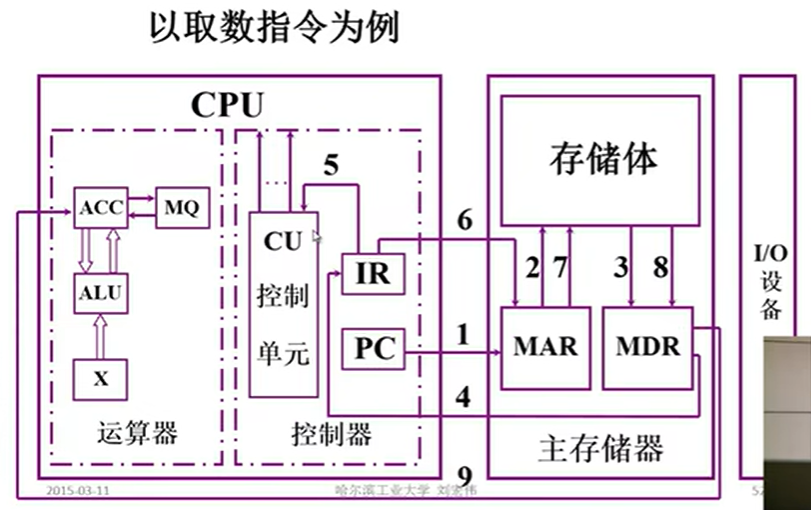 以取数指令为例
CPU
存储体
5
ACC
MQ
CU
控制
单元
6
IR
2
7
3
8
I/O
设
备
ALU
PC
1
MAR
MDR
X
4
运算器
控制器
主存储器
9
2015-03-11
哈尔滨工业大学 刘宏伟